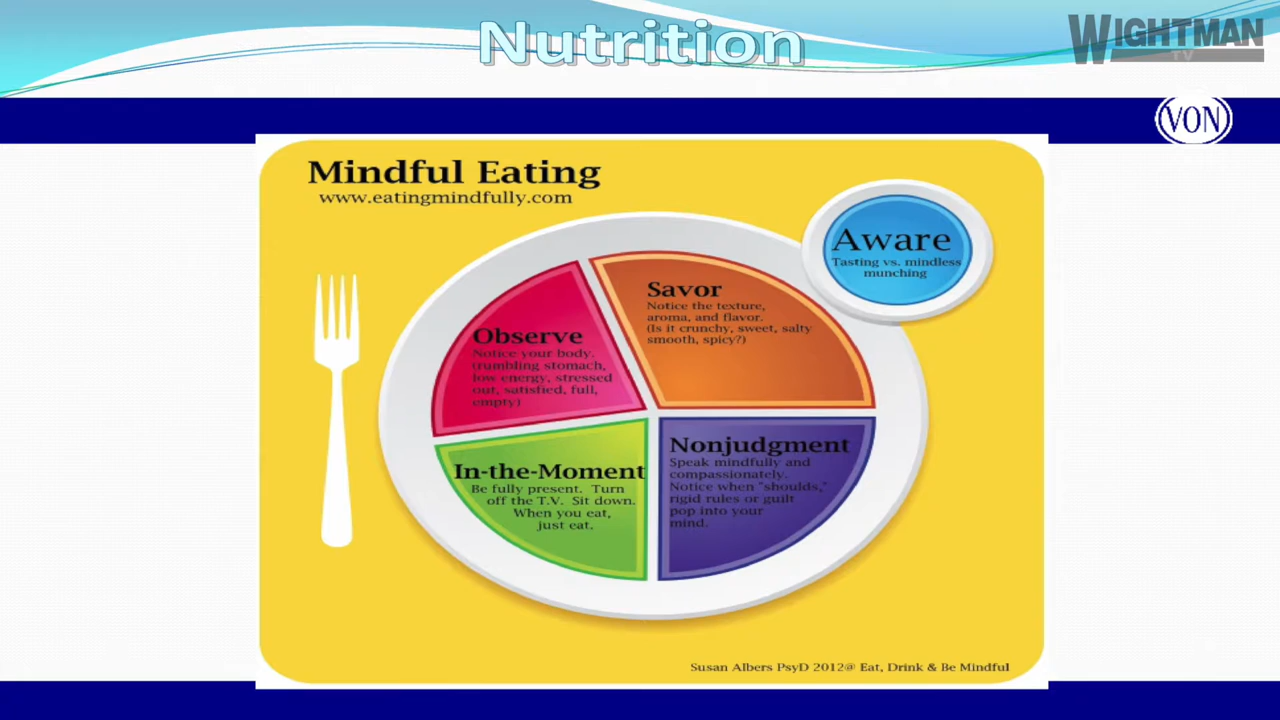 Nutrition
WIGHTMAN
TV
VON
Mindful Eating
www.eatingmindfully.com
Aware
Tasting vs. mindless
munching
Savor
Notice the texture,
aroma, and flavor.
(Is it crunchy, sweet, salty
smooth, spicy?)
Observe
Notice your body.
(rumbling stomach,
low energy, stressed
out, satisfied, full,
empty)
In-the-Moment
Be fully present. Turn
off the T.V. Sit down.
When you eat,
just eat.
Nonjudgment
Speak mindfully and
compassionately.
Notice when "shoulds,"
rigid rules or guilt
pop into your
mind.
Susan Albers PsyD 2012@ Eat, Drink & Be Mindful